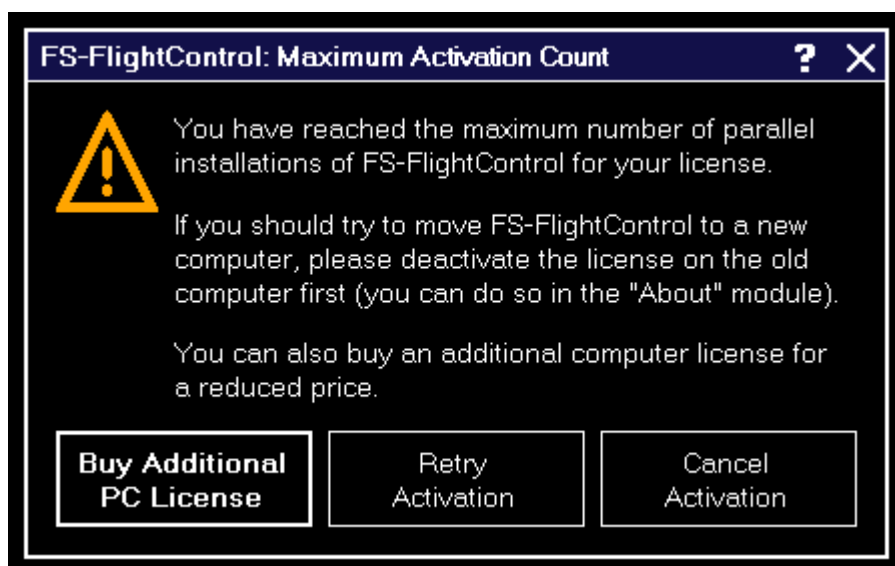 FS-FlightControl: Maximum Activation Count ?
You have reached the maximum number of parallel
installations of FS-FlightControl for your license.
If you should try to move FS-FlightControl to a new
computer, please deactivate the license on the old
computer first (you can do so in the "About" module).
You can also buy an additional computer license for
a reduced price.
Buy Additional
PC License
Retry
Activation
Cancel
Activation